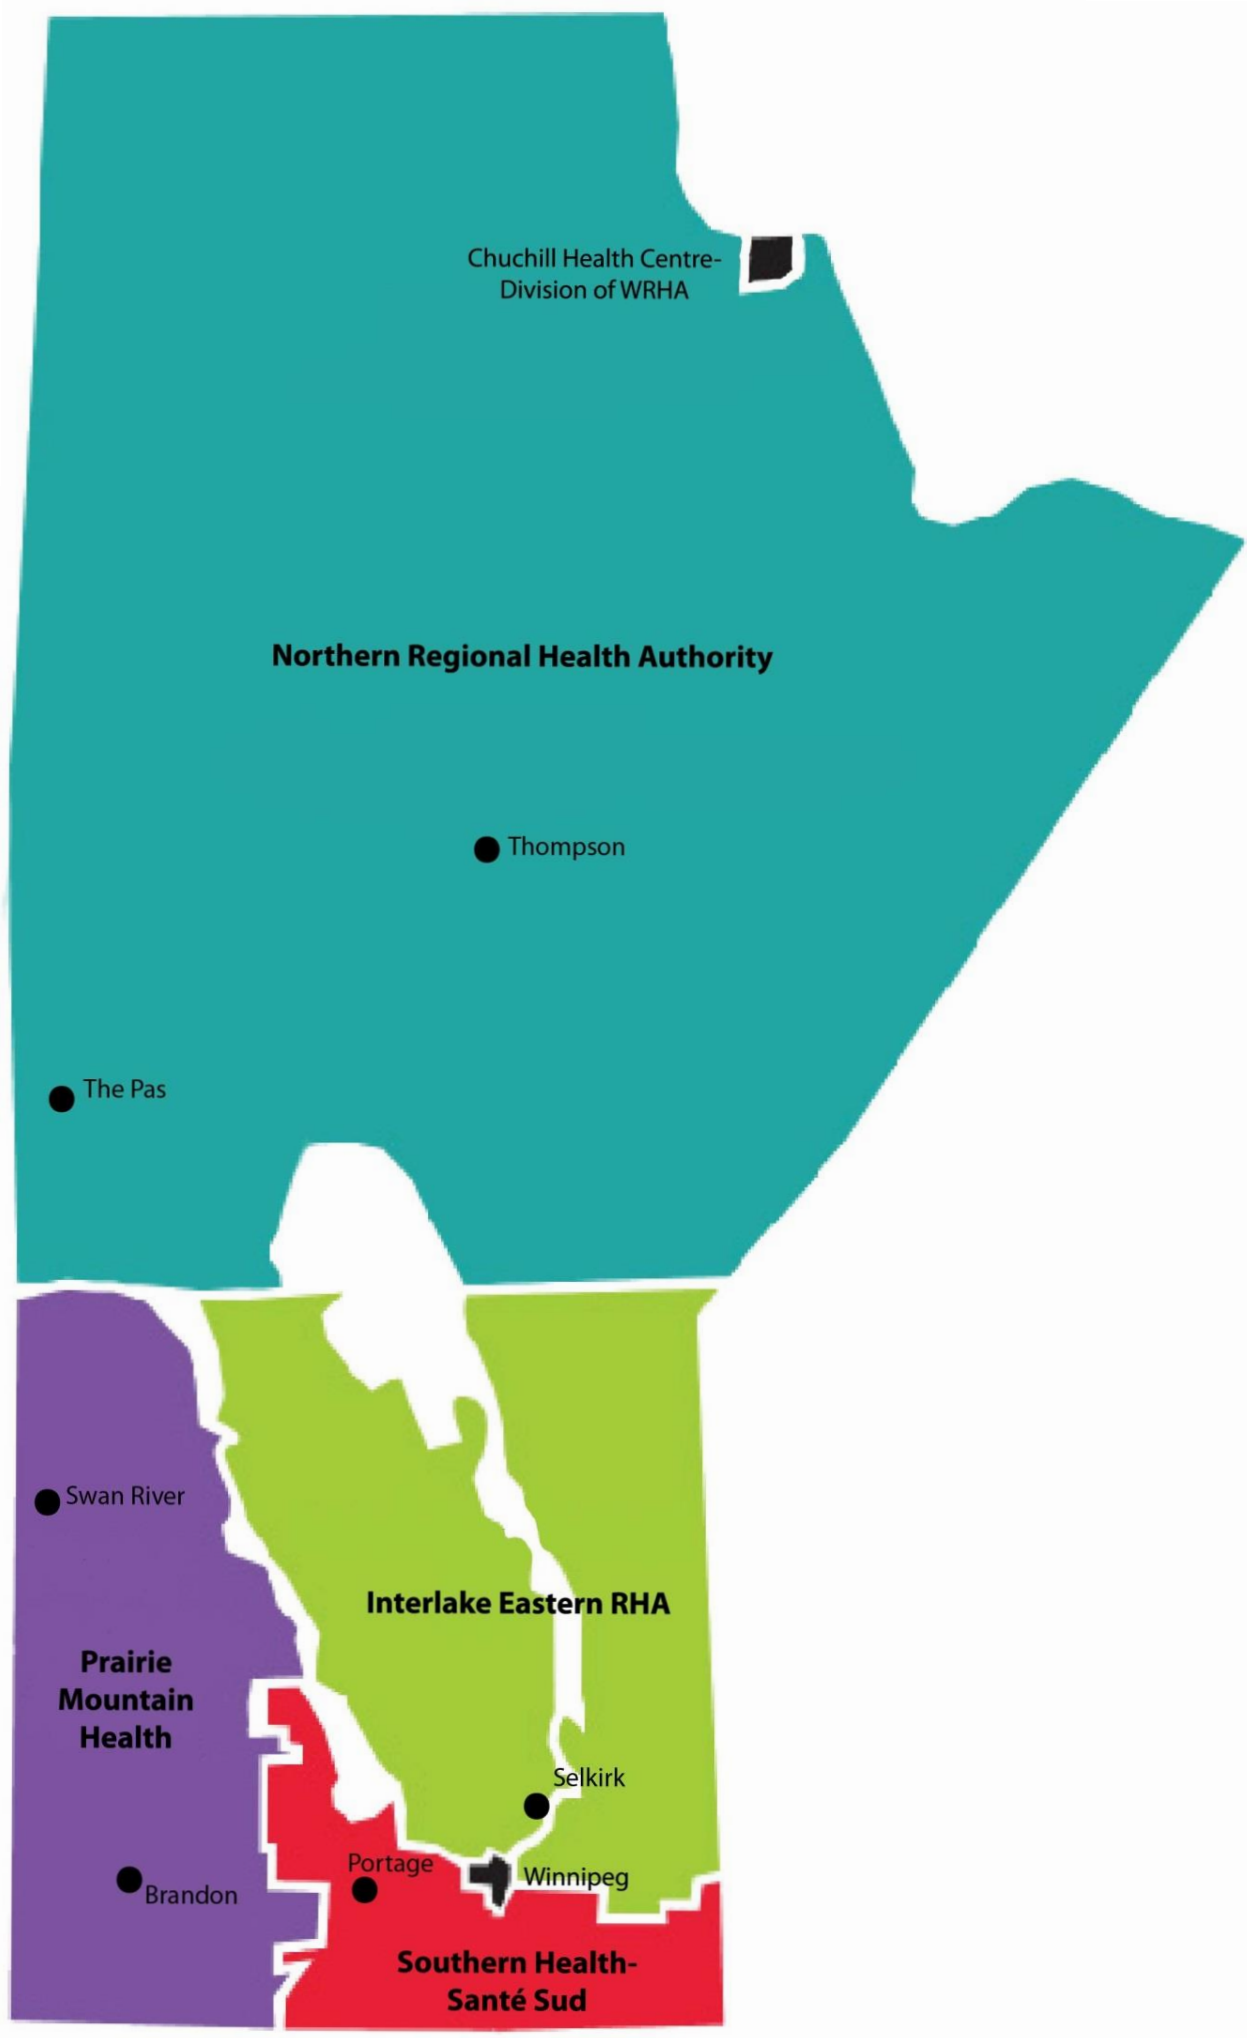 Chuchill Health Centre-
Division of WRHA
Northern Regional Health Authority
Thompson
The Pas
Swan River
Interlake Eastern RHA
Prairie
Mountain
Health
Selkirk
Portage
Winnipeg
Brandon
Southern Health-
Santé Sud